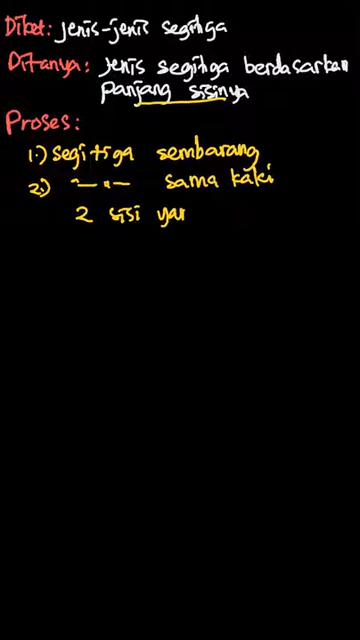 Diket: jenis-jenis segitiga
Ditanya: jenis segitiga berdasarkan
panjang sisinya
Proses:
1.) segitiga sembarang
2.) —"— sama kaki
2 sisi yan